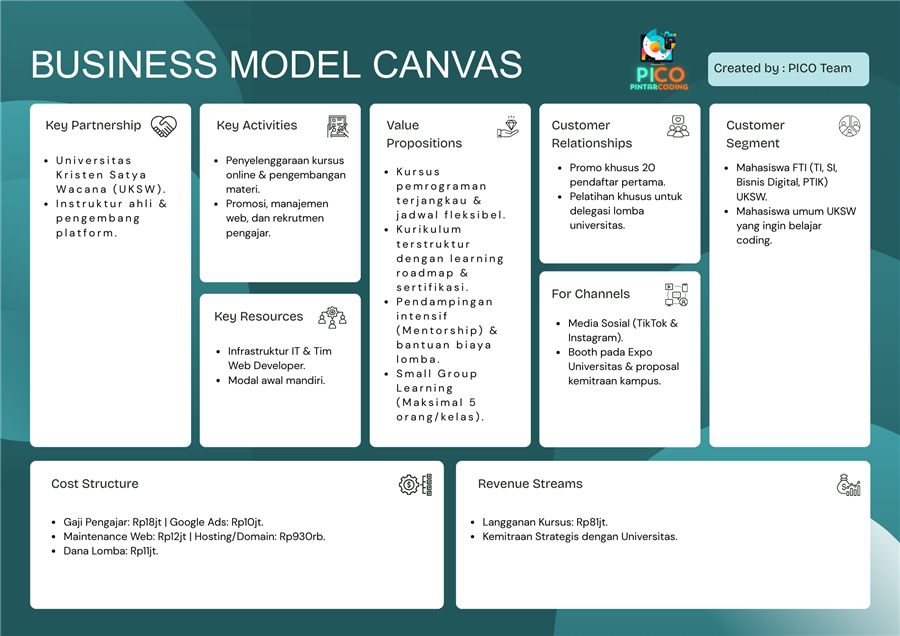 BUSINESS MODEL CANVAS
PICO
PINTARCODING
Created by : PICO Team
Key Partnership
• Universitas
Kristen Satya
Wacana (UKSW).
• Instruktur ahli &
pengembang
platform.
Key Activities
• Penyelenggaraan kursus
online & pengembangan
materi.
• Promosi, manajemen
web, dan rekrutmen
pengajar.
Key Resources
• Infrastruktur IT & Tim
Web Developer.
• Modal awal mandiri.
Value
Propositions
• Kursus
pemrograman
terjangkau &
jadwal fleksibel.
• Kurikulum
terstruktur
dengan learning
roadmap &
sertifikasi.
• Pendampingan
intensif
(Mentorship) &
bantuan biaya
lomba.
• Small Group
Learning
(Maksimal 5
orang/kelas).
Customer
Relationships
• Promo khusus 20
pendaftar pertama.
• Pelatihan khusus untuk
delegasi lomba
universitas.
For Channels
• Media Sosial (TikTok &
Instagram).
• Booth pada Expo
Universitas & proposal
kemitraan kampus.
Customer
Segment
• Mahasiswa FTI (TI, SI,
Bisnis Digital, PTIK)
UKSW.
• Mahasiswa umum UKSW
yang ingin belajar
coding.
Cost Structure
• Gaji Pengajar: Rp18jt | Google Ads: Rp10jt.
• Maintenance Web: Rp12jt | Hosting/Domain: Rp930rb.
• Dana Lomba: Rp11jt.
Revenue Streams
• Langganan Kursus: Rp81jt.
• Kemitraan Strategis dengan Universitas.